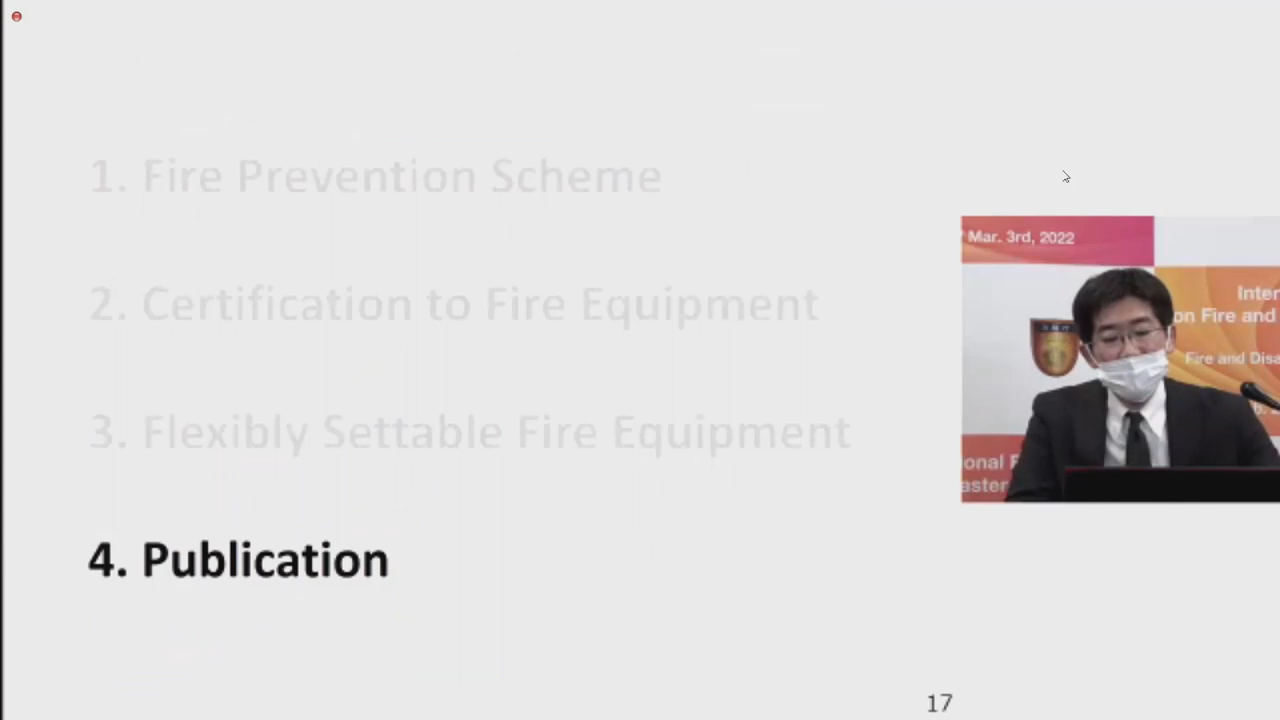 1. Fire Prevention Scheme
2. Certification to Fire Equipment
3. Flexibly Settable Fire Equipment
4. Publication
17
Mar. 3rd, 2022
Inter
on Fire and
Fire and Disa
onal F
aster